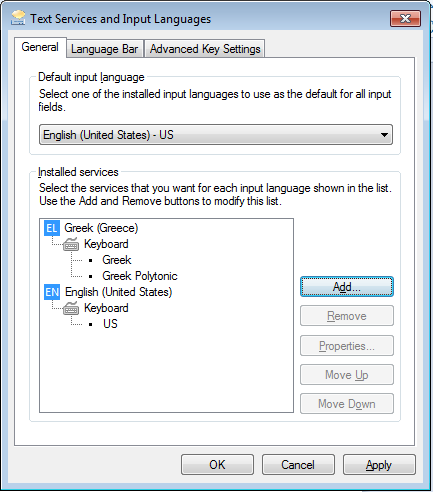 Text Services and Input Languages
General
Language Bar
Advanced Key Settings
Default input language
Select one of the installed input languages to use as the default for all input
fields.
English (United States) - US
Installed services
Select the services that you want for each input language shown in the list.
Use the Add and Remove buttons to modify this list.
EL Greek (Greece)
Keyboard
Greek
Greek Polytonic
EN English (United States)
Keyboard
US
Add...
Remove
Properties...
Move Up
Move Down
OK
Cancel
Apply